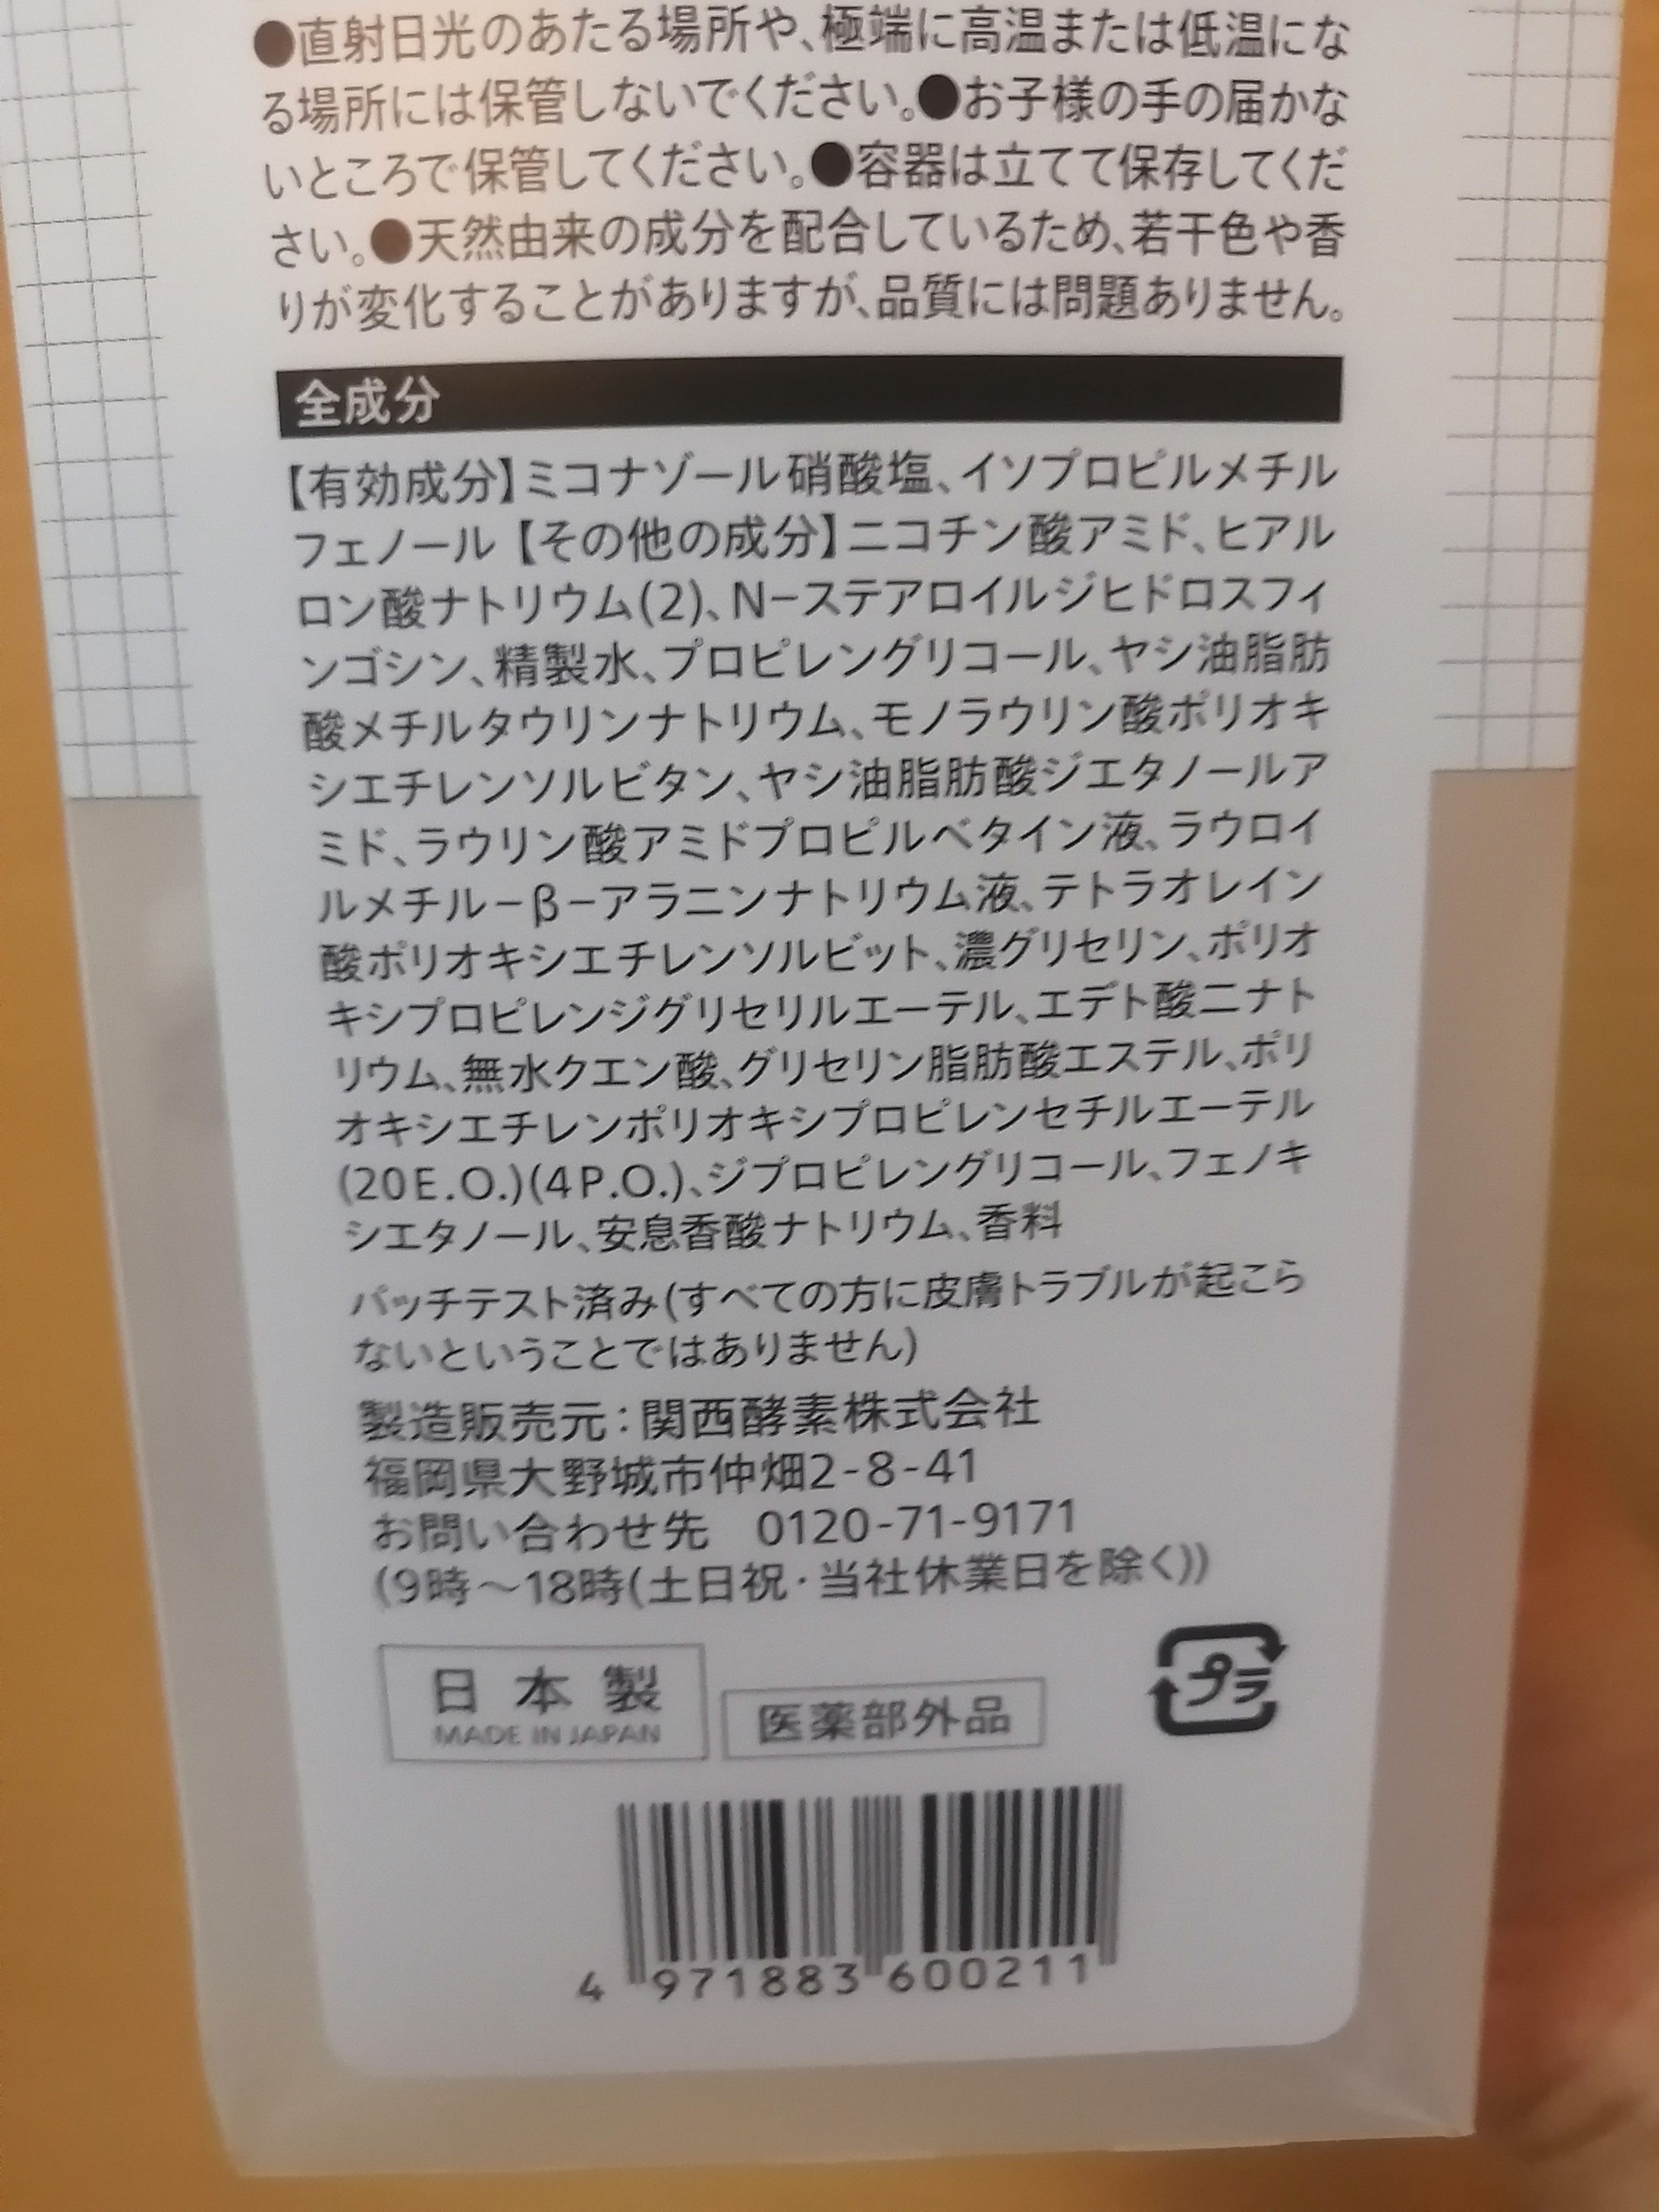 ●直射日光のあたる場所や、極端に高温または低温にな
る場所には保管しないでください。●お子様の手の届かな
いところで保管してください。●容器は立てて保存してくだ
さい。●天然由来の成分を配合しているため、若干色や香
りが変化することがありますが、品質には問題ありません。
全成分
【有効成分】ミコナゾール硝酸塩、イソプロピルメチル
フェノール【その他の成分】ニコチン酸アミド、ヒアル
ロン酸ナトリウム(2)、N−ステアロイルジヒドロスフィ
ンゴシン、精製水、プロピレングリコール、ヤシ油脂肪
酸メチルタウリンナトリウム、モノラウリン酸ポリオキ
シエチレンソルビタン、ヤシ油脂肪酸ジエタノールア
ミド、ラウリン酸アミドプロピルベタイン液、ラウロイ
ルメチル−β−アラニンナトリウム液、テトラオレイン
酸ポリオキシエチレンソルビット、濃グリセリン、ポリオ
キシプロピレンジグリセリルエーテル、エデト酸二ナト
リウム、無水クエン酸、グリセリン脂肪酸エステル、ポリ
オキシエチレンポリオキシプロピレンセチルエーテル
(20E.O.)(4P.O.)、ジプロピレングリコール、フェノキ
シエタノール、安息香酸ナトリウム、香料
パッチテスト済み(すべての方に皮膚トラブルが起こら
ないということではありません)
製造販売元：関西酵素株式会社
福岡県大野城市仲畑2-8-41
お問い合わせ先　0120-71-9171
(9時〜18時(土日祝・当社休業日を除く))
日本製
MADE IN JAPAN
医薬部外品
プラ
4 971883 600211